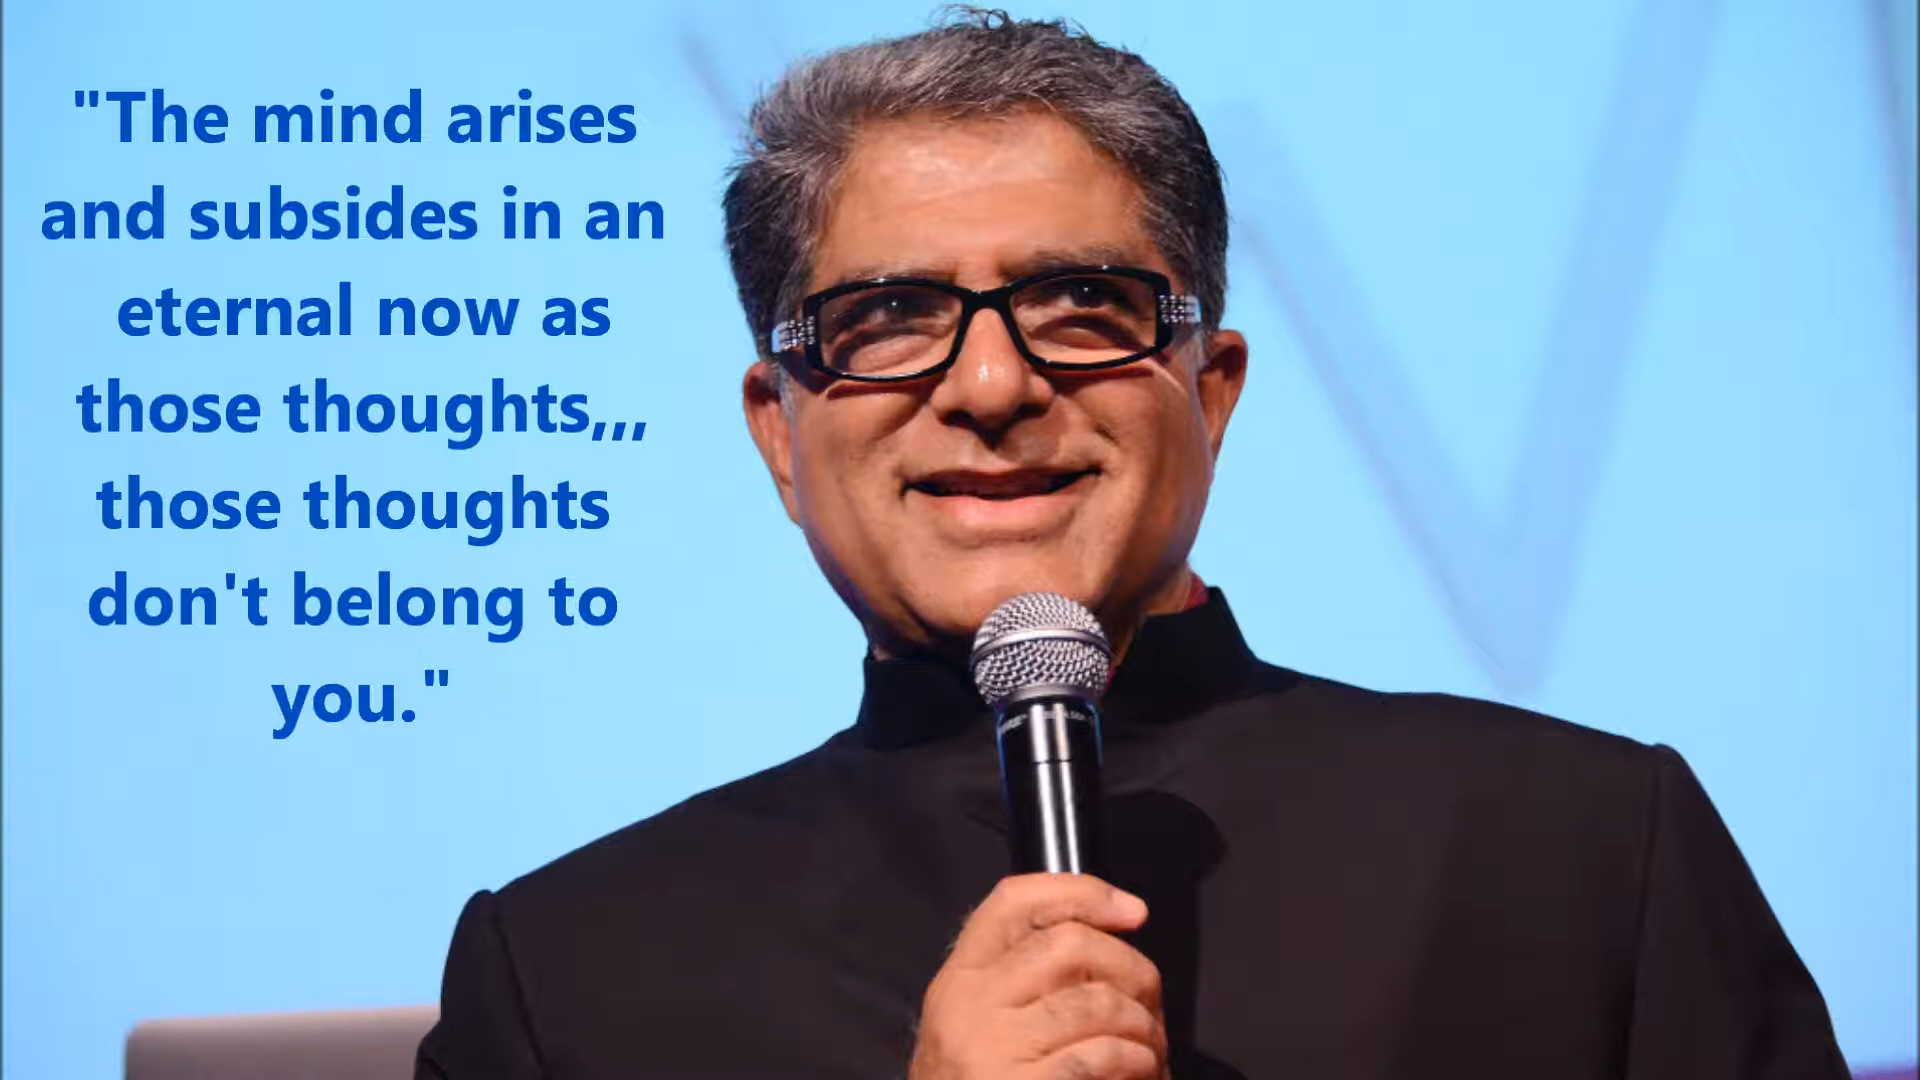 "The mind arises
and subsides in an
eternal now as
those thoughts,,,
those thoughts
don't belong to
you."